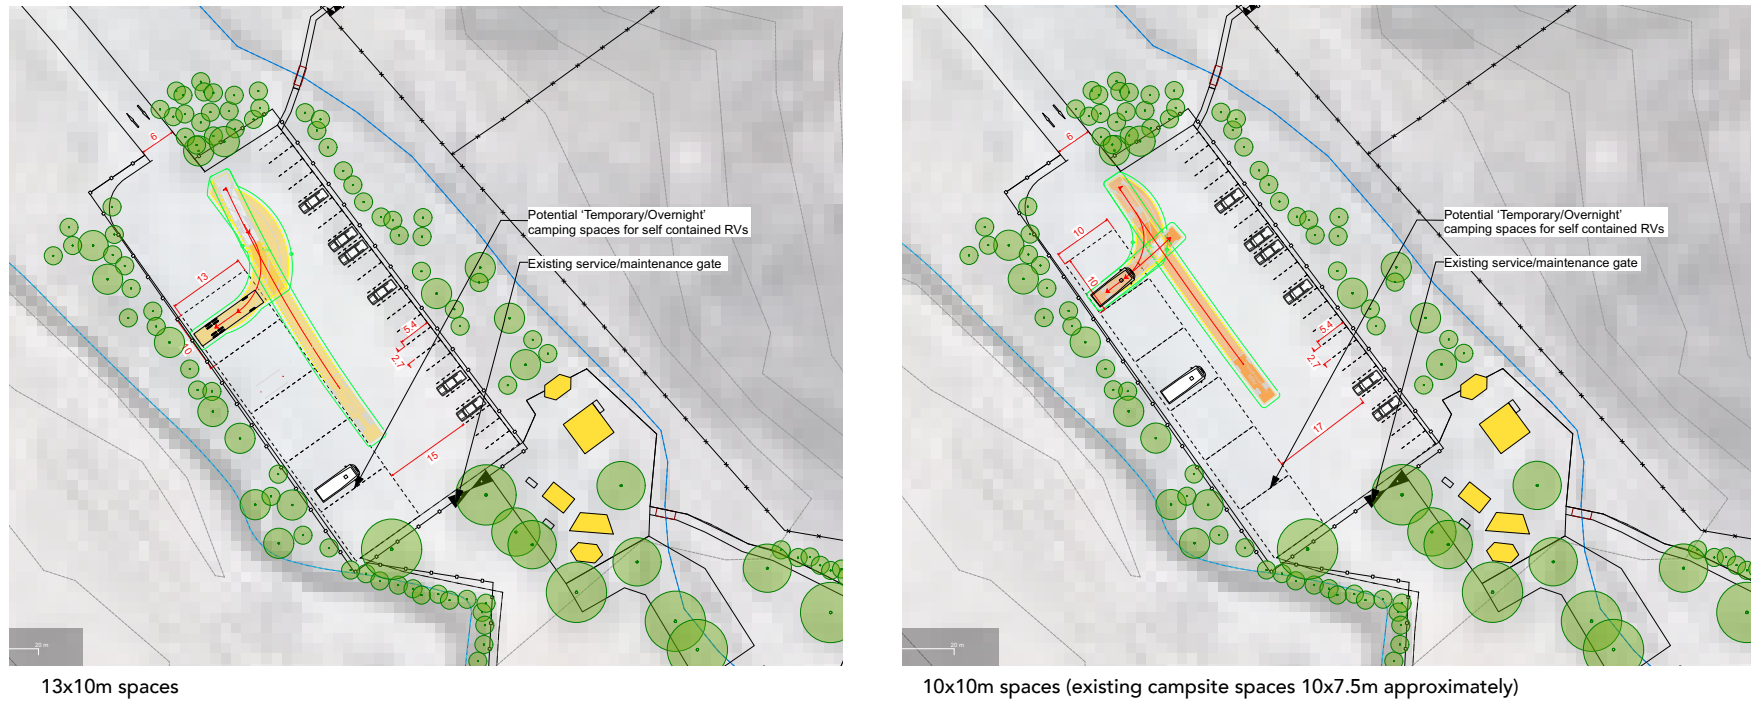 6
Potential ‘Temporary/Overnight’
camping spaces for self contained RVs
Existing service/maintenance gate
13
10
5.4
2.7
15
20 m
13x10m spaces
6
Potential ‘Temporary/Overnight’
camping spaces for self contained RVs
10
Existing service/maintenance gate
10
5.4
2.7
17
20 m
10x10m spaces (existing campsite spaces 10x7.5m approximately)